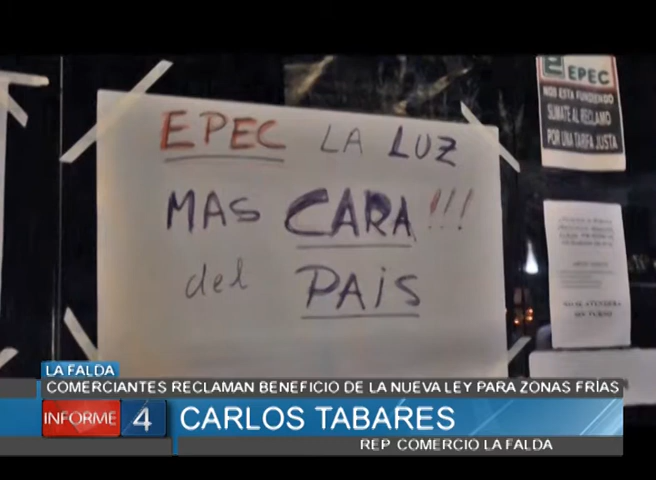 EPEC LA LUZ
MAS CARA!!!
del PAIS
EPEC
NOS ESTA FUNDIENDO
SUMATE AL RECLAMO
POR UNA TARIFA JUSTA
LA FALDA
COMERCIANTES RECLAMAN BENEFICIO DE LA NUEVA LEY PARA ZONAS FRÍAS
INFORME 4 CARLOS TABARES
REP COMERCIO LA FALDA